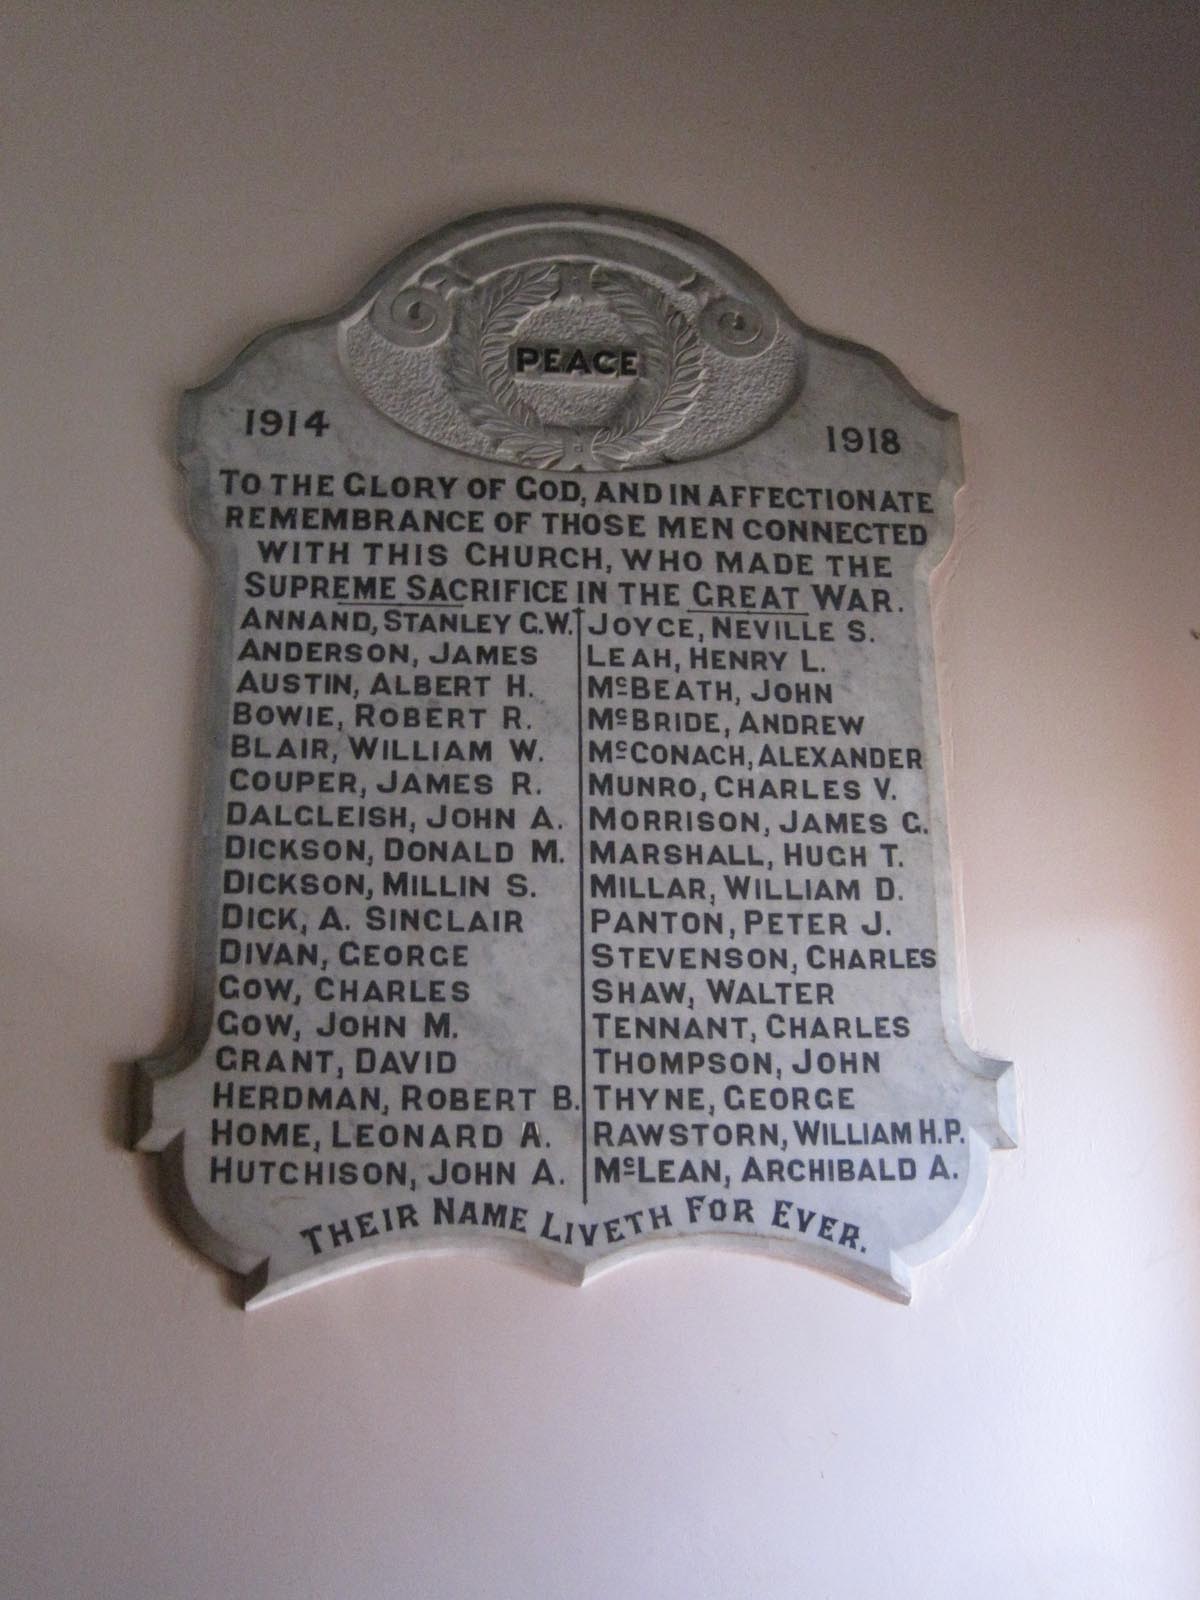 PEACE
1914 1918
TO THE GLORY OF GOD, AND IN AFFECTIONATE
REMEMBRANCE OF THOSE MEN CONNECTED
WITH THIS CHURCH, WHO MADE THE
SUPREME SACRIFICE IN THE GREAT WAR.
ANNAND, STANLEY G.W.
ANDERSON, JAMES
AUSTIN, ALBERT H.
BOWIE, ROBERT R.
BLAIR, WILLIAM W.
COUPER, JAMES R.
DALGLEISH, JOHN A.
DICKSON, DONALD M.
DICKSON, MILLIN S.
DICK, A. SINCLAIR
DIVAN, GEORGE
GOW, CHARLES
GOW, JOHN M.
GRANT, DAVID
HERDMAN, ROBERT B.
HOME, LEONARD A.
HUTCHISON, JOHN A.
JOYCE, NEVILLE S.
LEAH, HENRY L.
McBEATH, JOHN
McBRIDE, ANDREW
McCONACH, ALEXANDER
MUNRO, CHARLES V.
MORRISON, JAMES G.
MARSHALL, HUGH T.
MILLAR, WILLIAM D.
PANTON, PETER J.
STEVENSON, CHARLES
SHAW, WALTER
TENNANT, CHARLES
THOMPSON, JOHN
THYNE, GEORGE
RAWSTORN, WILLIAM H.P.
McLEAN, ARCHIBALD A.
THEIR NAME LIVETH FOR EVER.